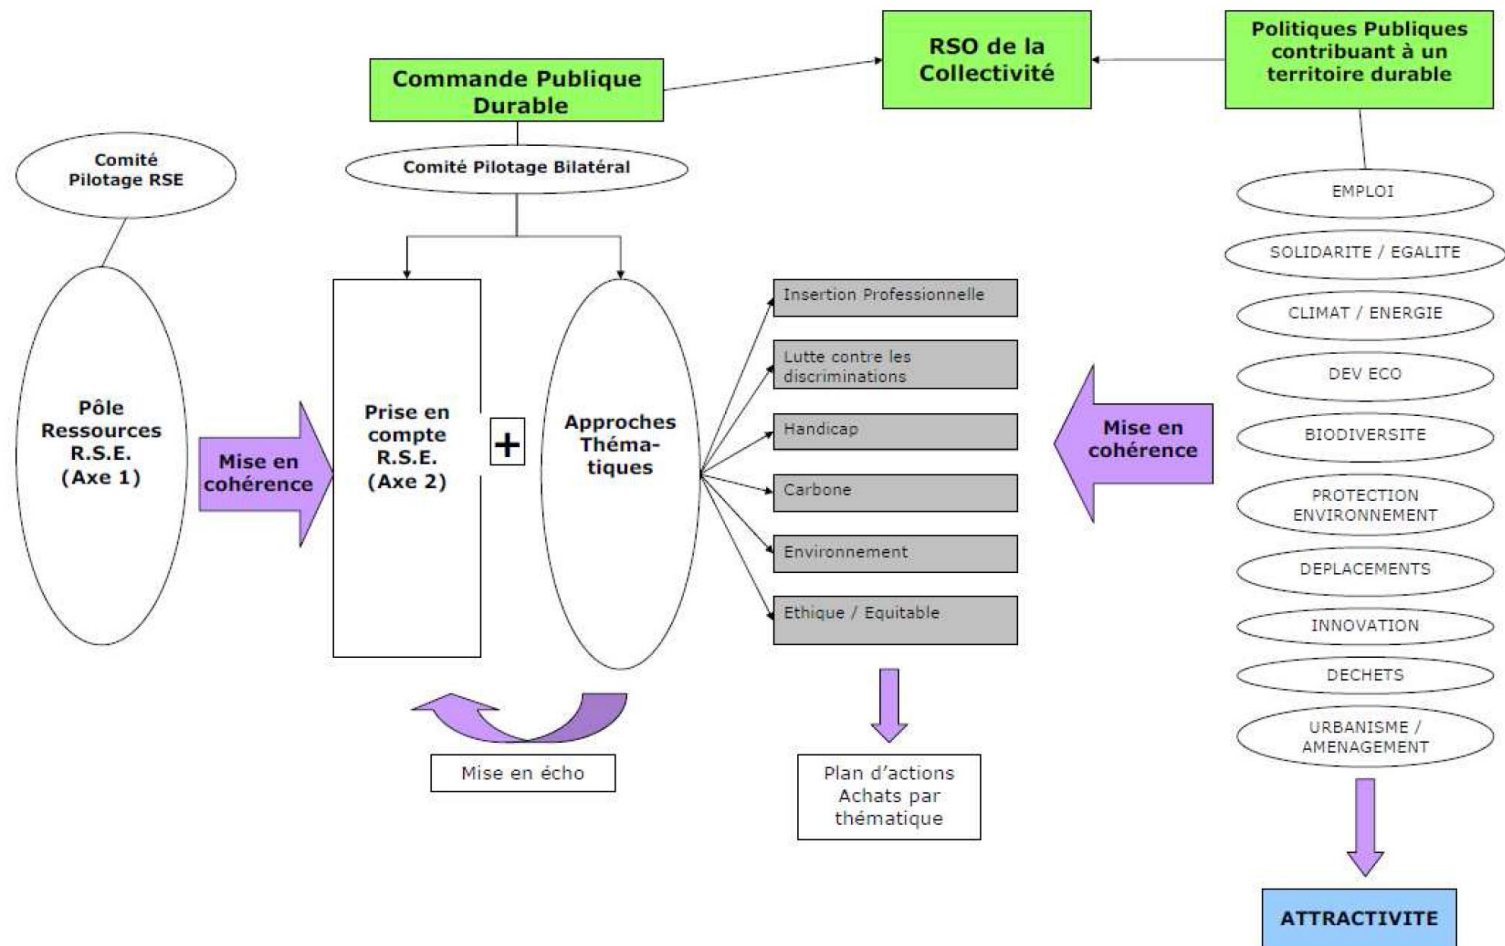 RSO de la
Collectivité
Politiques Publiques
contribuant à un
territoire durable
Commande Publique
Durable
Comité
Pilotage RSE
Comité Pilotage Bilatéral
Pôle
Ressources
R.S.E.
(Axe 1)
Mise en
cohérence
Prise en
compte
R.S.E.
(Axe 2)
+
Approches
Théma-
tiques
Insertion Professionnelle
Lutte contre les
discriminations
Handicap
Carbone
Environnement
Ethique / Equitable
Mise en
cohérence
EMPLOI
SOLIDARITE / EGALITE
CLIMAT / ENERGIE
DEV ECO
BIODIVERSITE
PROTECTION
ENVIRONNEMENT
DEPLACEMENTS
INNOVATION
DECHETS
URBANISME /
AMENAGEMENT
Mise en écho
Plan d'actions
Achats par
thématique
ATTRACTIVITE